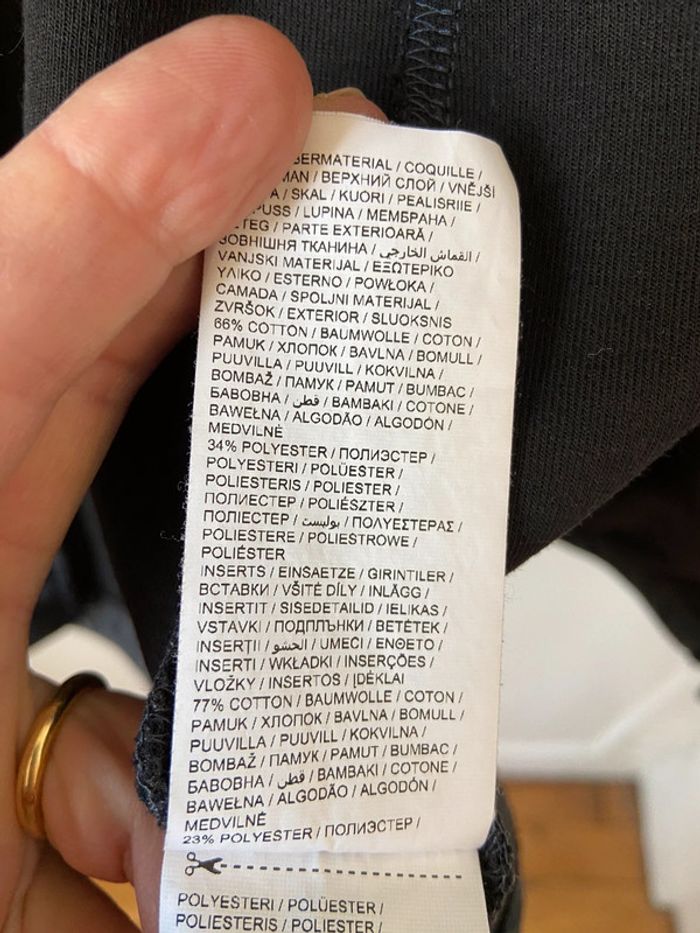 BERMATERIAL / COQUILLE /
MAN / ВЕРХНИЙ СЛОЙ / VNĚJŠÍ
A / SKAL / KUORI / PEALISRIIE /
PUSS / LUPINA / МЕМБРАНА /
ETEG / PARTE EXTERIOARĂ /
ЗОВНІШНЯ ТКАНИНА / القماش الخارجي /
VANJSKI MATERIJAL / ΕΞΩΤΕΡΙΚΟ
ΥΛΙΚΟ / ESTERNO / POWŁOKA /
CAMADA / SPOLJNI MATERIJAL /
ZVRŠOK / EXTERIOR / SLUOKSNIS
66% COTTON / BAUMWOLLE / COTON /
PAMUK / ХЛОПОК / BAVLNA / BOMULL /
PUUVILLA / PUUVILL / KOKVILNA /
BOMBAŽ / ПАМУК / PAMUT / BUMBAC /
БАВОВНА / قطن / BAMBAKI / COTONE /
BAWEŁNA / ALGODÃO / ALGODÓN /
MEDVILNĖ
34% POLYESTER / ПОЛИЭСТЕР /
POLYESTERI / POLÜESTER /
POLIESTERIS / POLIESTER /
ПОЛИЕСТЕР / POLIÉSZTER /
ПОЛІЕСТЕР / بوليست / ΠΟΛΥΕΣΤΕΡΑΣ /
POLIESTERE / POLIESTROWE /
POLIÉSTER
INSERTS / EINSAETZE / GIRINTILER /
ВСТАВКИ / VŠITÉ DÍLY / INLÄGG /
INSERTIT / SISEDETAILID / IELIKAS /
VSTAVKI / ПОДПЛЪНКИ / BETÉTEK /
INSERȚII / الحشو / UMECI / ΕΝΘΕΤΟ /
INSERTI / WKŁADKI / INSERÇÕES /
VLOŽKY / INSERTOS / ĮDĖKLAI
77% COTTON / BAUMWOLLE / COTON /
PAMUK / ХЛОПОК / BAVLNA / BOMULL /
PUUVILLA / PUUVILL / KOKVILNA /
BOMBAŽ / ПАМУК / PAMUT / BUMBAC /
БАВОВНА / قطن / BAMBAKI / COTONE /
BAWEŁNA / ALGODÃO / ALGODÓN /
MEDVILNĖ
23% POLYESTER / ПОЛИЭСТЕР /
POLYESTERI / POLÜESTER /
POLIESTERIS / POLIESTER /